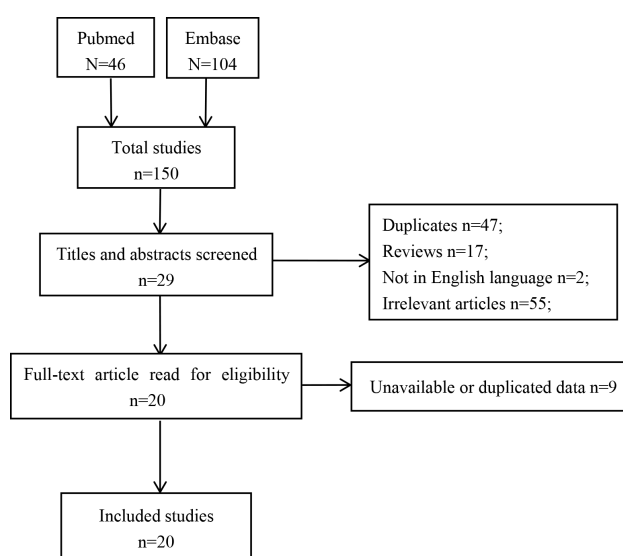 Pubmed
N=46
Embase
N=104
Total studies
n=150
Titles and abstracts screened
n=29
Duplicates n=47;
Reviews n=17;
Not in English language n=2;
Irrelevant articles n=55;
Full-text article read for eligibility
n=20
Unavailable or duplicated data n=9
Included studies
n=20